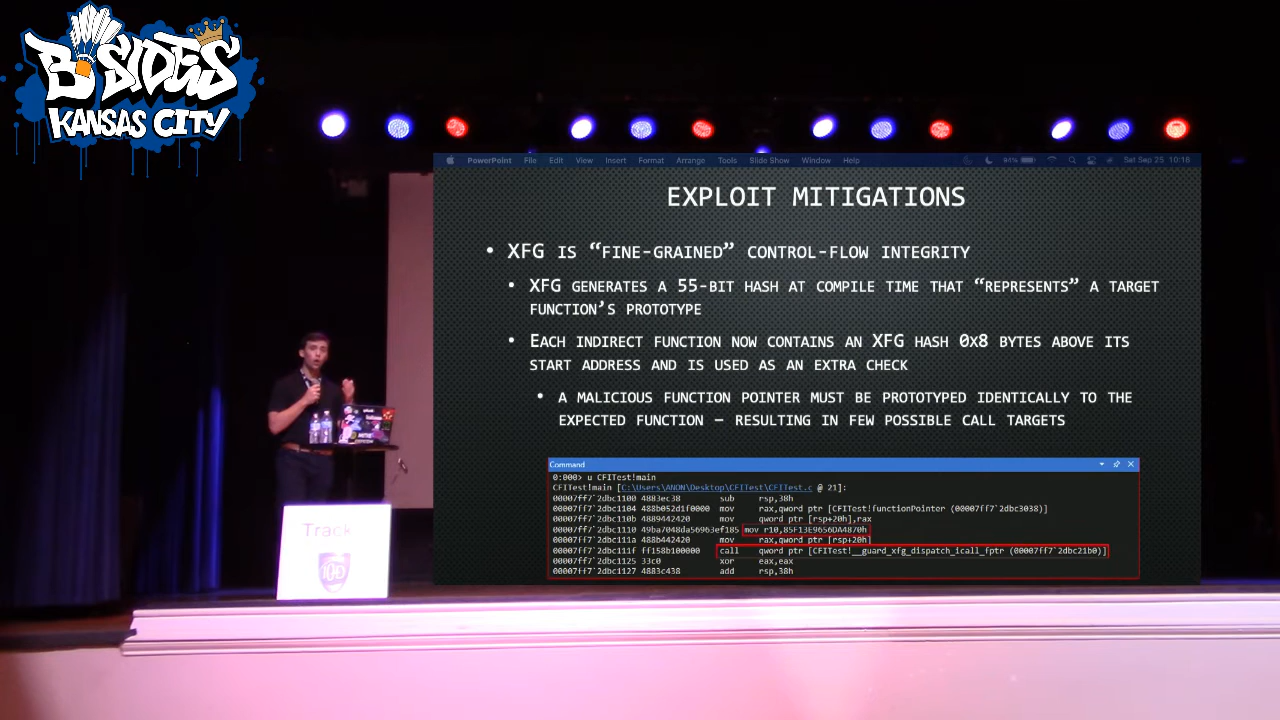 B·SIDES
KANSAS CITY
PowerPoint File Edit View Insert Format Arrange Tools Slide Show Window Help 94% Sat Sep 25 10:18
EXPLOIT MITIGATIONS
• XFG IS “FINE-GRAINED” CONTROL-FLOW INTEGRITY
• XFG GENERATES A 55-BIT HASH AT COMPILE TIME THAT “REPRESENTS” A TARGET
FUNCTION’S PROTOTYPE
• EACH INDIRECT FUNCTION NOW CONTAINS AN XFG HASH 0x8 BYTES ABOVE ITS
START ADDRESS AND IS USED AS AN EXTRA CHECK
• A MALICIOUS FUNCTION POINTER MUST BE PROTOTYPED IDENTICALLY TO THE
EXPECTED FUNCTION – RESULTING IN FEW POSSIBLE CALL TARGETS
Command
0:000> u CFITest!main
CFITest!main [C:\Users\ANON\Desktop\CFITest\CFITest.c @ 21]:
00007ff7`2dbc1100 4883ec38 sub rsp,38h
00007ff7`2dbc1104 488b052d1f0000 mov rax,qword ptr [CFITest!functionPointer (00007ff7`2dbc3038)]
00007ff7`2dbc110b 4889442420 mov qword ptr [rsp+20h],rax
00007ff7`2dbc1110 49ba7048da56963ef185 mov r10,85F13E9656DA4870h
00007ff7`2dbc111a 488b442420 mov rax,qword ptr [rsp+20h]
00007ff7`2dbc111f ff158b100000 call qword ptr [CFITest!__guard_xfg_dispatch_icall_fptr (00007ff7`2dbc21b0)]
00007ff7`2dbc1125 33c0 xor eax,eax
00007ff7`2dbc1127 4883c438 add rsp,38h
Track